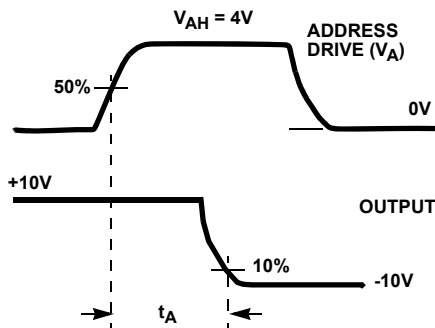 V_AH = 4V
ADDRESS
DRIVE (V_A)
50%
0V
+10V
OUTPUT
10%
-10V
t_A